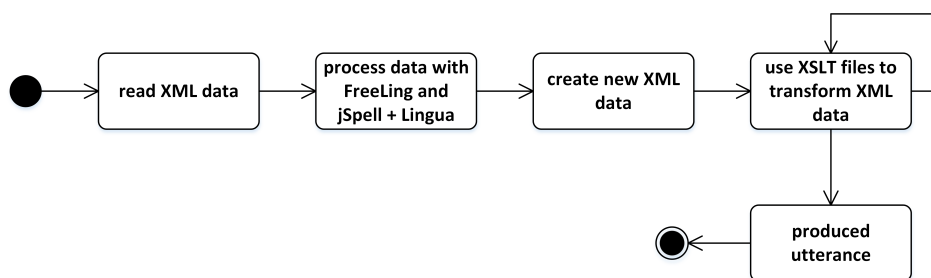 read XML data
process data with
FreeLing and
jSpell + Lingua
create new XML
data
use XSLT files to
transform XML
data
produced
utterance